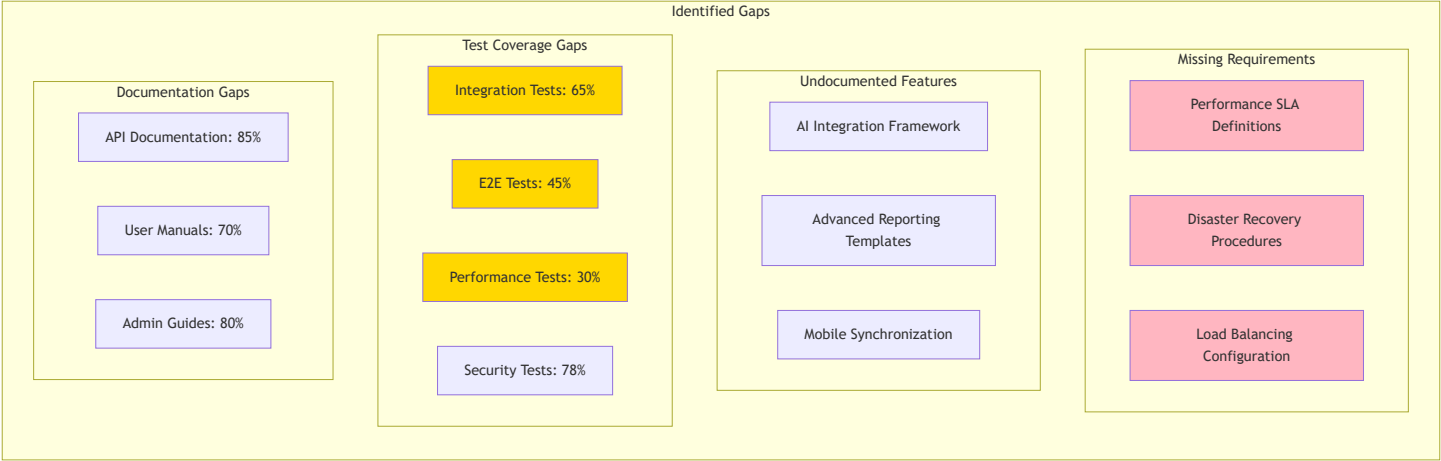 Identified Gaps
Documentation Gaps
API Documentation: 85%
User Manuals: 70%
Admin Guides: 80%
Test Coverage Gaps
Integration Tests: 65%
E2E Tests: 45%
Performance Tests: 30%
Security Tests: 78%
Undocumented Features
AI Integration Framework
Advanced Reporting
Templates
Mobile Synchronization
Missing Requirements
Performance SLA
Definitions
Disaster Recovery
Procedures
Load Balancing
Configuration